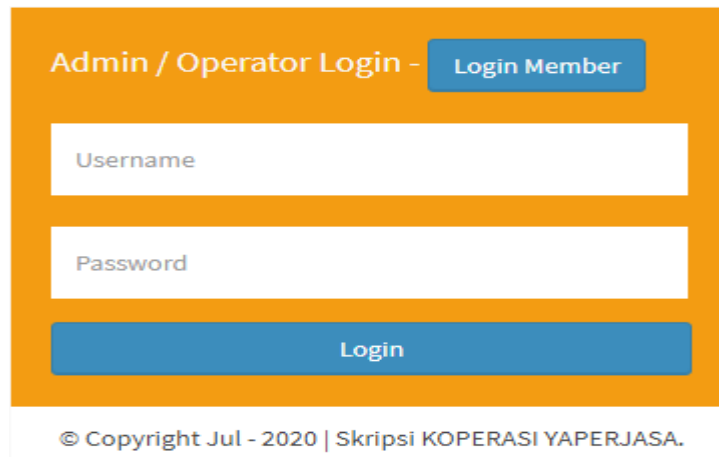 Admin / Operator Login - Login Member
Username
Password
Login
© Copyright Jul - 2020 | Skripsi KOPERASI YAPERJASA.